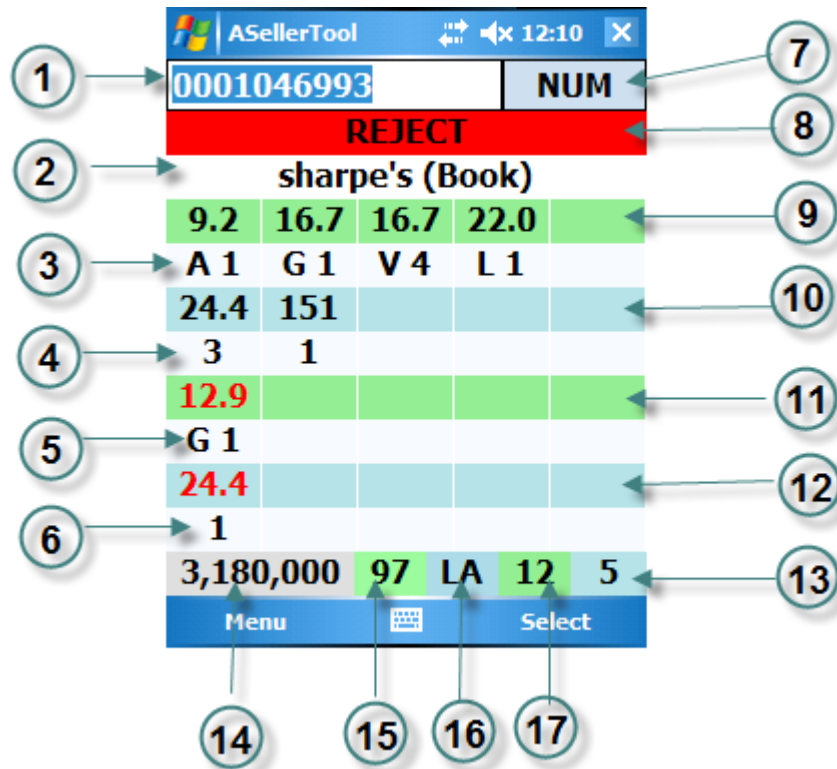 ASellerTool 12:10
1 0001046993 NUM 7
REJECT 8
2 sharpe's (Book)
9.2 16.7 16.7 22.0 9
3 A 1 G 1 V 4 L 1
24.4 151 10
4 3 1
12.9 11
5 G 1
24.4 12
6 1
3,180,000 97 LA 12 5 13
Menu Select
14 15 16 17